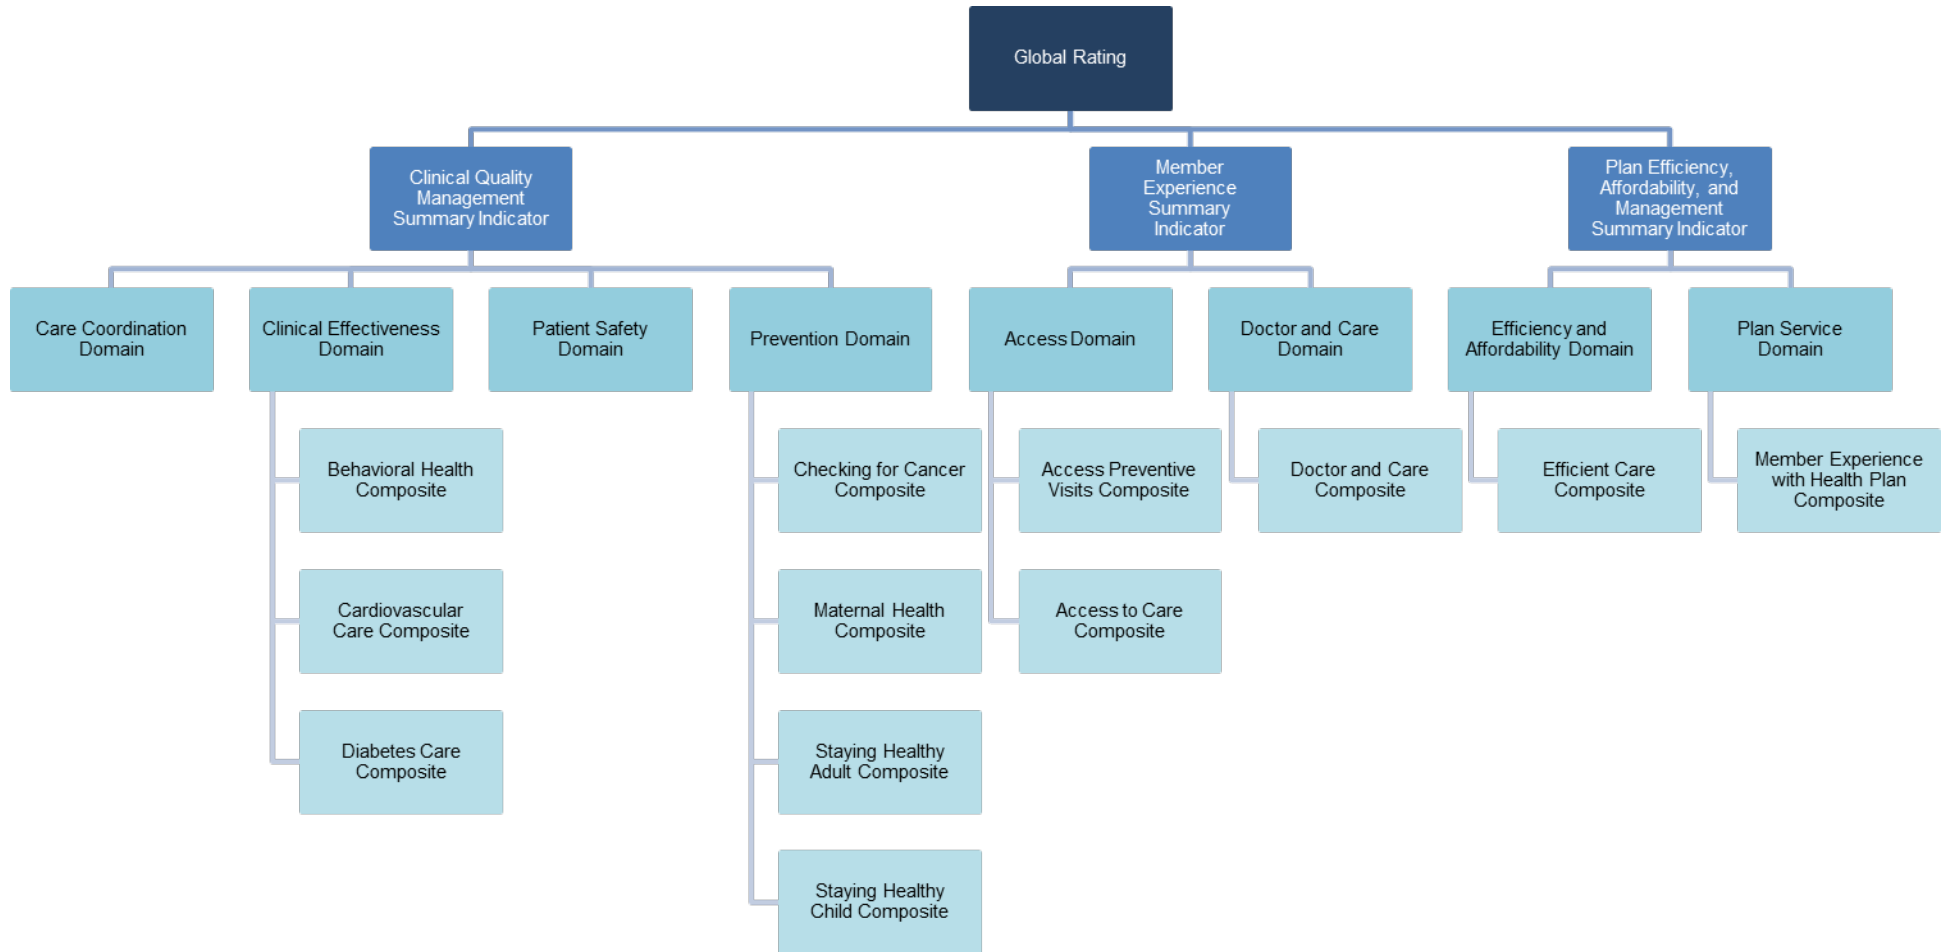 Global Rating
Clinical Quality
Management
Summary Indicator
Member
Experience
Summary
Indicator
Plan Efficiency,
Affordability, and
Management
Summary Indicator
Care Coordination
Domain
Clinical Effectiveness
Domain
Patient Safety
Domain
Prevention Domain
Access Domain
Doctor and Care
Domain
Efficiency and
Affordability Domain
Plan Service
Domain
Behavioral Health
Composite
Checking for Cancer
Composite
Access Preventive
Visits Composite
Doctor and Care
Composite
Efficient Care
Composite
Member Experience
with Health Plan
Composite
Cardiovascular
Care Composite
Maternal Health
Composite
Access to Care
Composite
Diabetes Care
Composite
Staying Healthy
Adult Composite
Staying Healthy
Child Composite